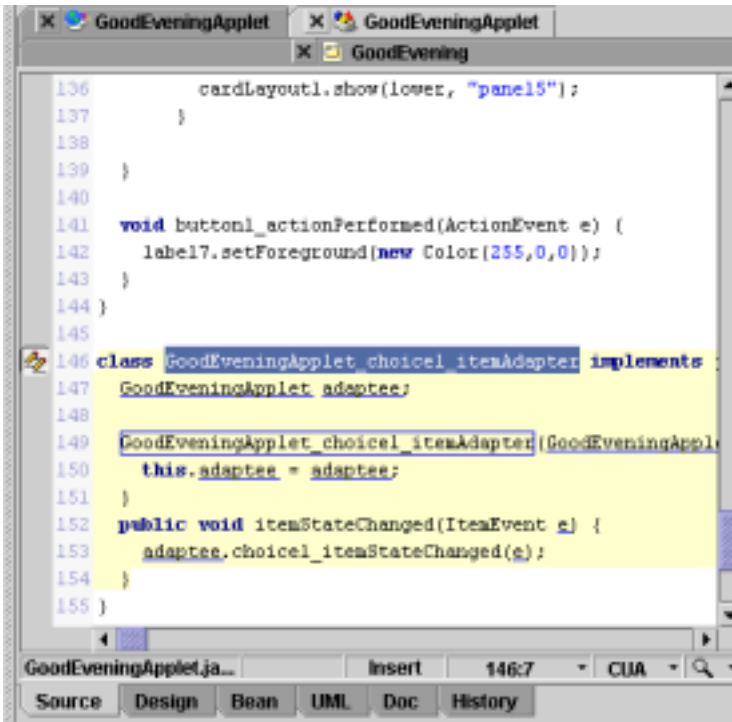 GoodEveningApplet GoodEveningApplet
GoodEvening
136 cardLayout1.show(lower, "panel5");
137 }
138
139 }
140
141 void button1_actionPerformed(ActionEvent e) {
142 label7.setForeground(new Color(255,0,0));
143 }
144 }
145
146 class GoodEveningApplet_choice1_itemAdapter implements
147 GoodEveningApplet adaptee;
148
149 GoodEveningApplet_choice1_itemAdapter(GoodEveningApple
150 this.adaptee = adaptee;
151 }
152 public void itemStateChanged(ItemEvent e) {
153 adaptee.choice1_itemStateChanged(e);
154 }
155 }
GoodEveningApplet.ja... Insert 146:7 CUA
Source Design Bean UML Doc History